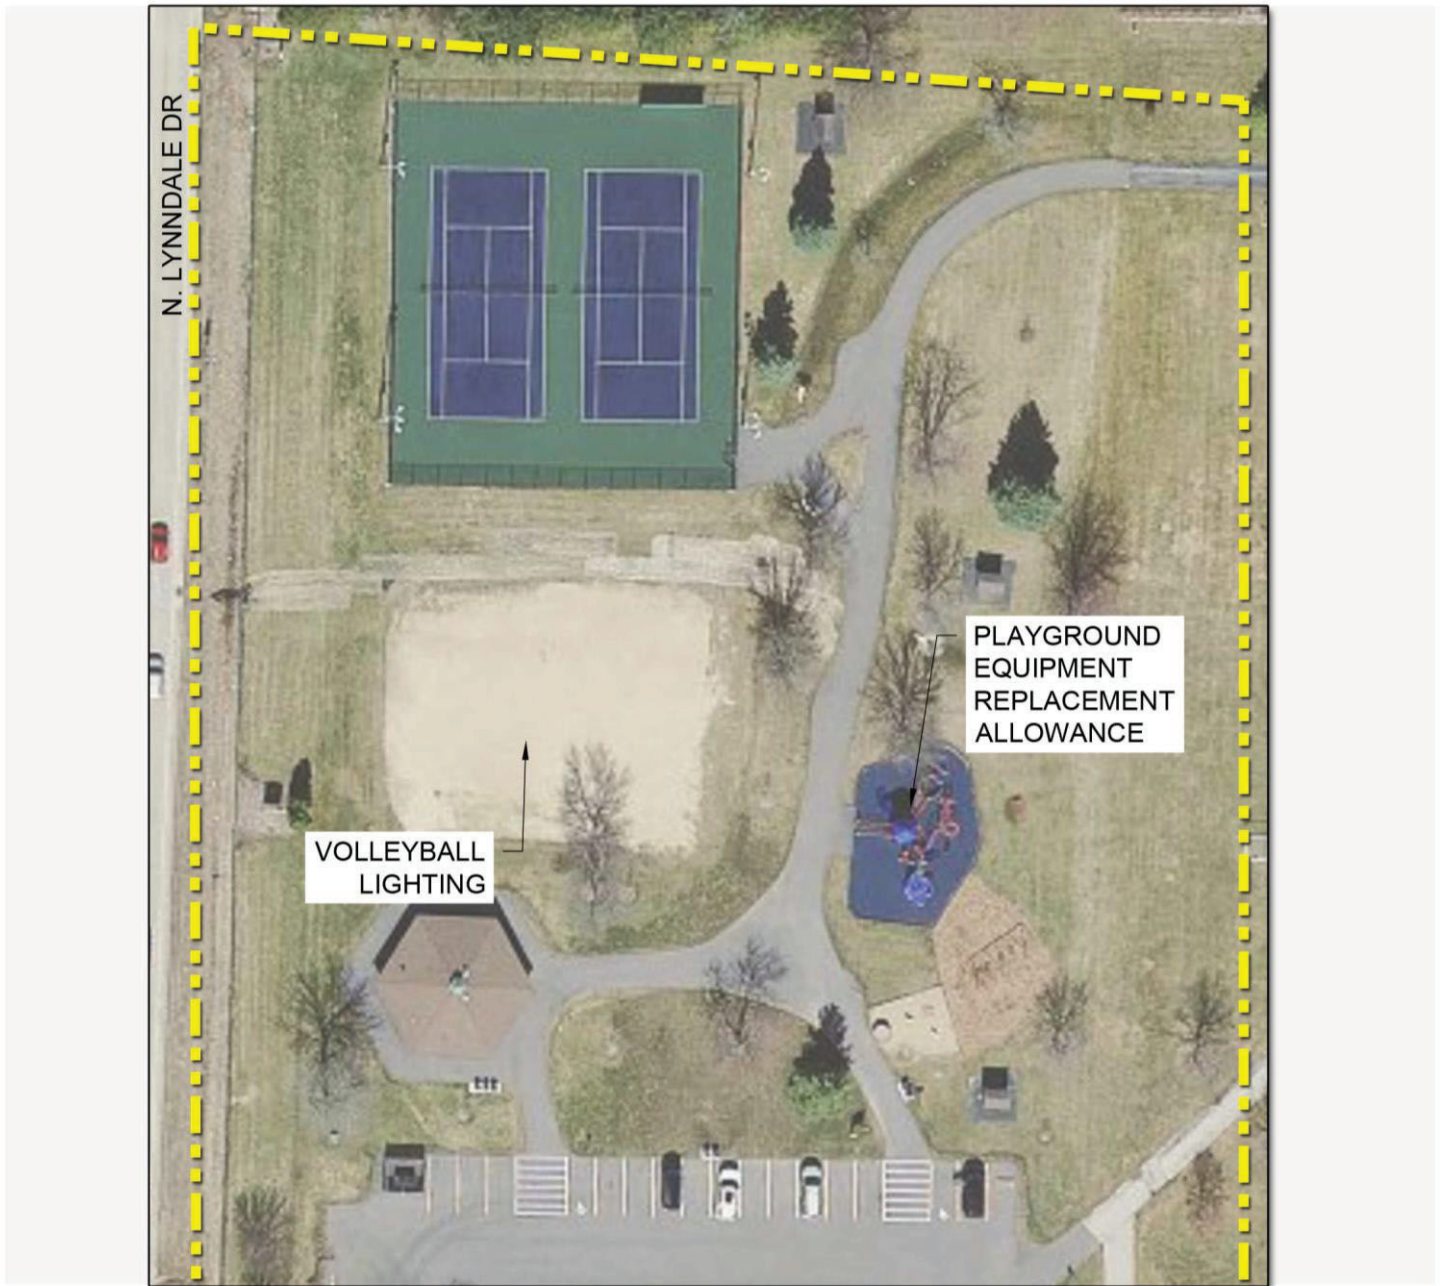 N. LYNNDALE DR
PLAYGROUND
EQUIPMENT
REPLACEMENT
ALLOWANCE
VOLLEYBALL
LIGHTING